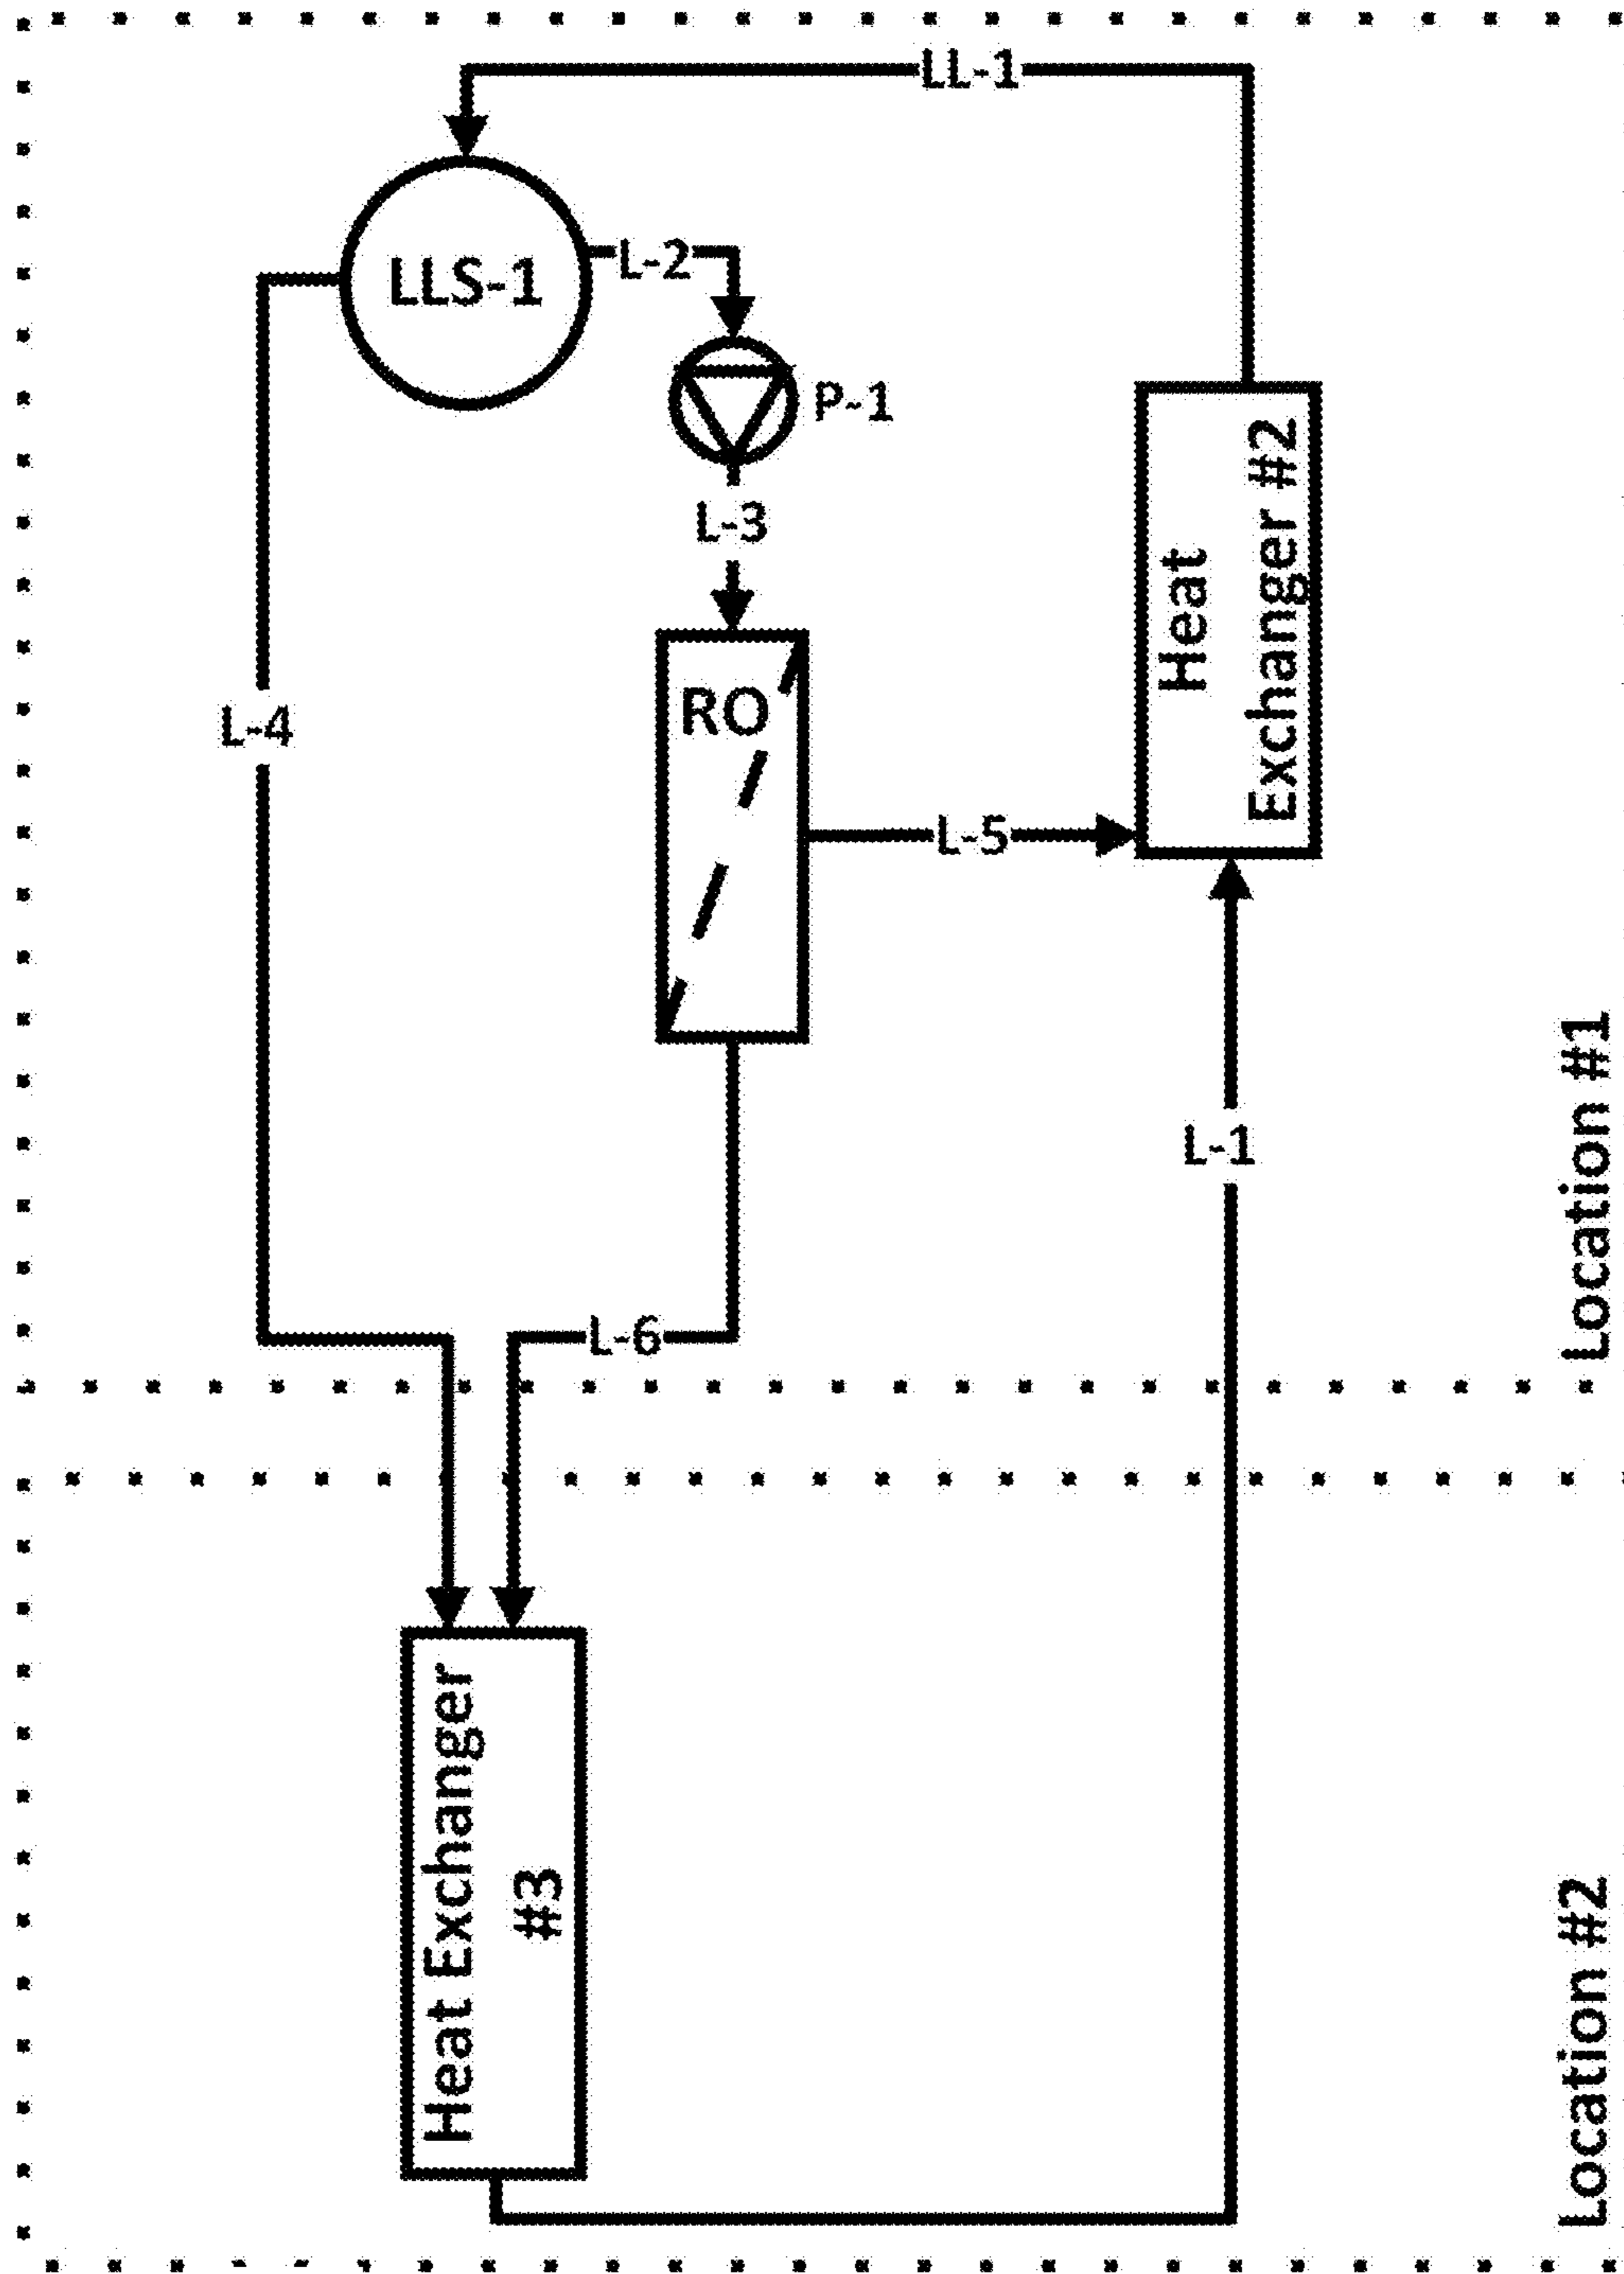 LL-1
LLS-1
L-2
P-1
L-3
L-4
RO
Heat
Exchanger #2
L-5
L-1
L-6
Location #1
Heat Exchanger
#3
Location #2